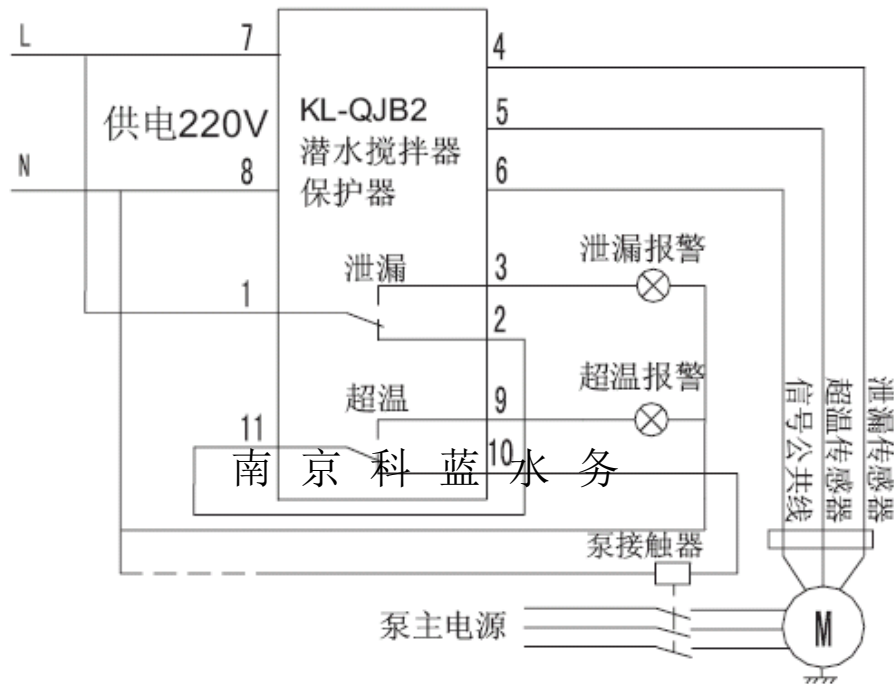 L
7
4
供电220V
KL-QJB2
潜水搅拌器
保护器
5
N
8
6
泄漏
3
泄漏报警
1
2
超温
9
超温报警
11
10
南京科蓝水务
信号公共线
超温传感器
泄漏传感器
泵接触器
泵主电源
M